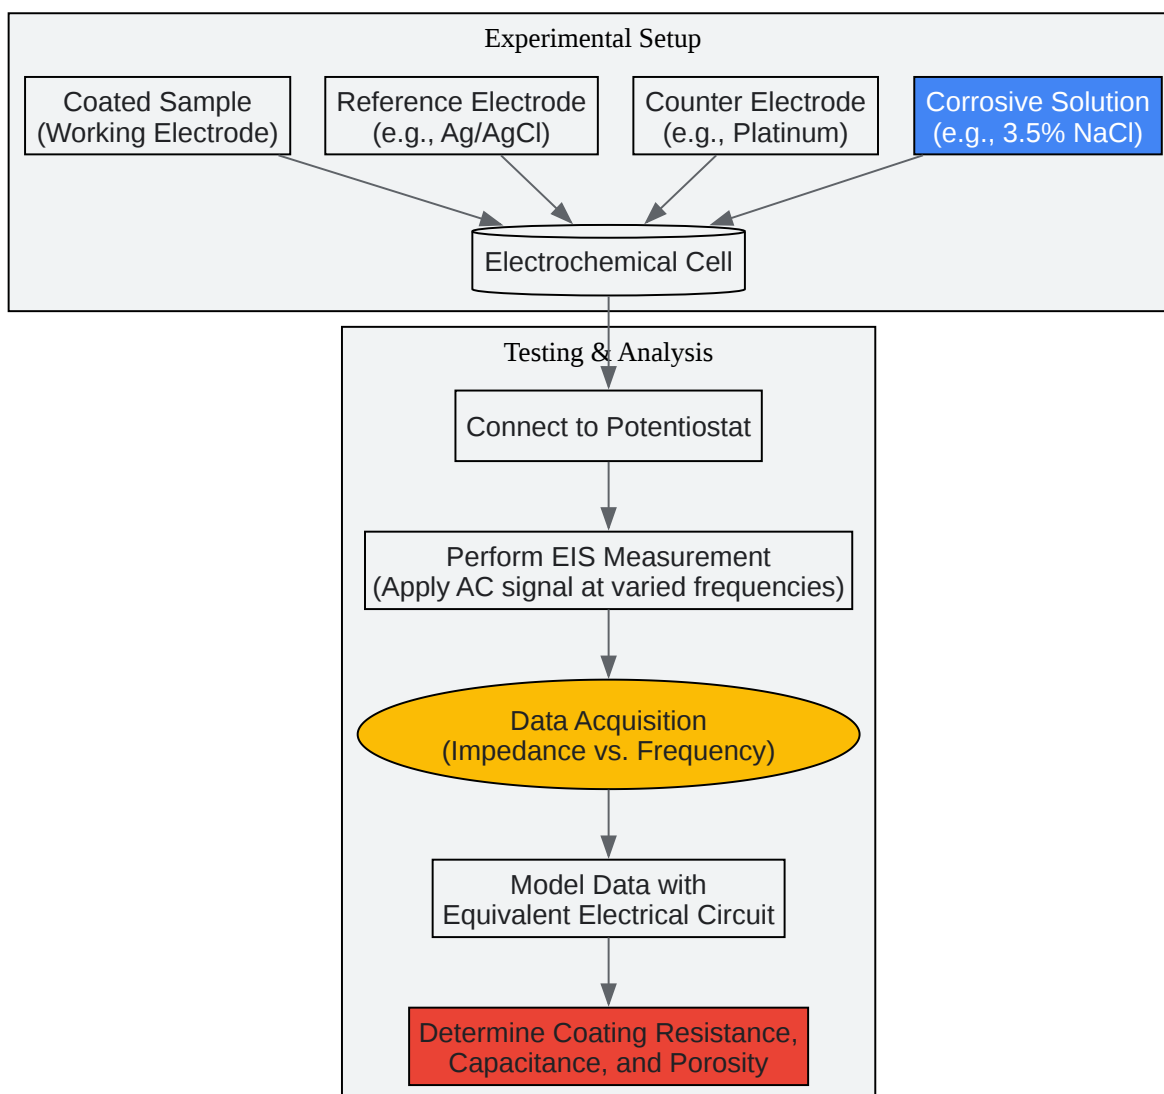 Experimental Setup
Coated Sample
(Working Electrode)
Reference Electrode
(e.g., Ag/AgCl)
Counter Electrode
(e.g., Platinum)
Corrosive Solution
(e.g., 3.5% NaCl)
Electrochemical Cell
Testing & Analysis
Connect to Potentiostat
Perform EIS Measurement
(Apply AC signal at varied frequencies)
Data Acquisition
(Impedance vs. Frequency)
Model Data with
Equivalent Electrical Circuit
Determine Coating Resistance,
Capacitance, and Porosity